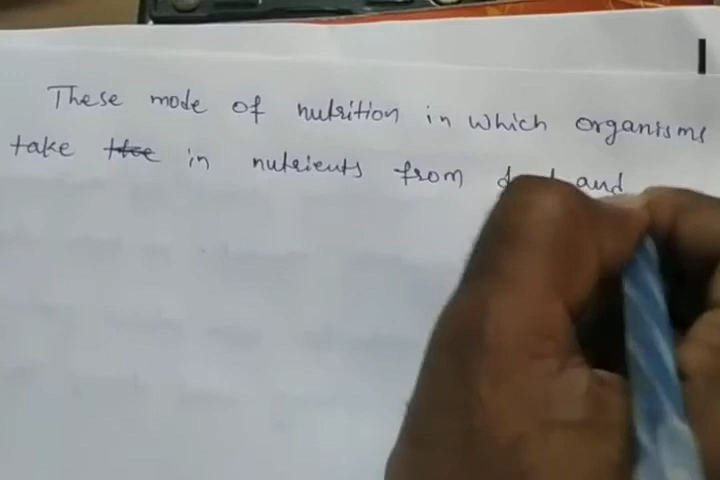 These mode of nutrition in which organisms
take in nutrients from and